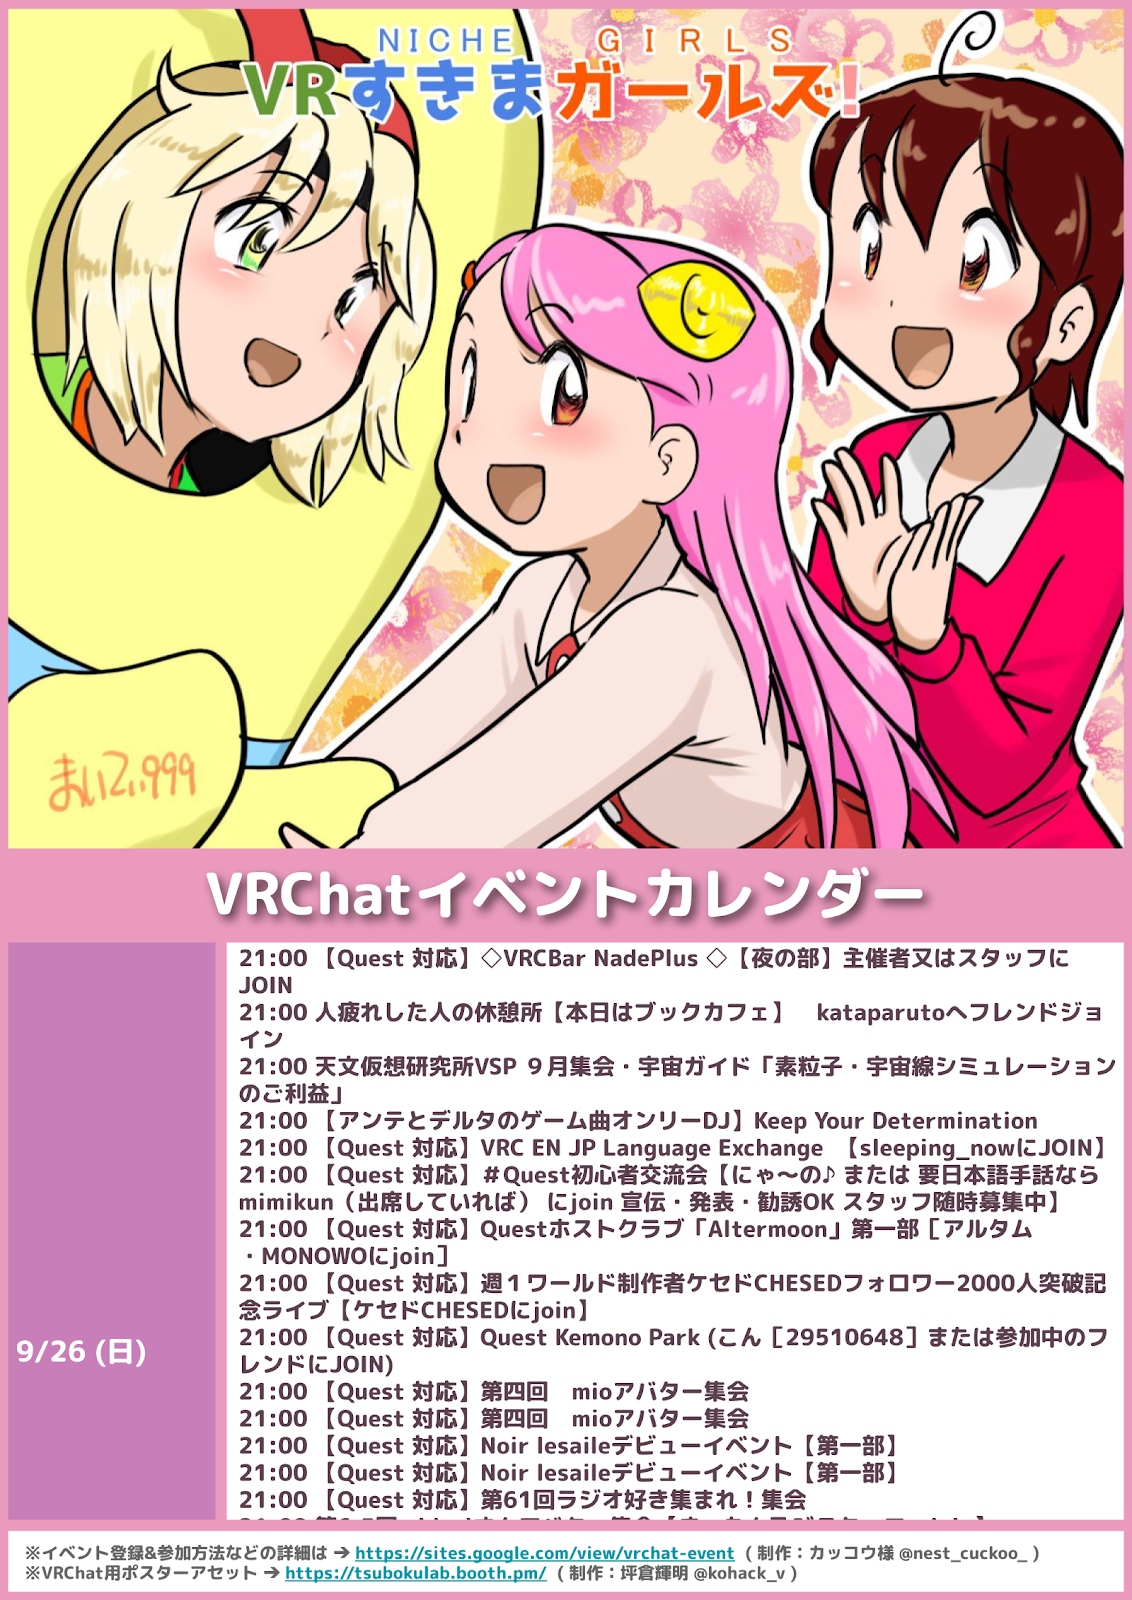 NICHE GIRLS
VRすきまガールズ!
まいてぃ999
VRChatイベントカレンダー
9/26 (日)
21:00 【Quest 対応】◇VRCBar NadePlus ◇【夜の部】主催者又はスタッフに
JOIN
21:00 人疲れした人の休憩所【本日はブックカフェ】　kataparutoへフレンドジョ
イン
21:00 天文仮想研究所VSP ９月集会・宇宙ガイド「素粒子・宇宙線シミュレーション
のご利益」
21:00 【アンテとデルタのゲーム曲オンリーDJ】Keep Your Determination
21:00 【Quest 対応】VRC EN JP Language Exchange 【sleeping_nowにJOIN】
21:00 【Quest 対応】＃Quest初心者交流会【にゃ〜の♪ または 要日本語手話なら
mimikun（出席していれば） にjoin 宣伝・発表・勧誘OK スタッフ随時募集中】
21:00 【Quest 対応】Questホストクラブ「Altermoon」第一部［アルタム
・MONOWOにjoin］
21:00 【Quest 対応】週１ワールド制作者ケセドCHESEDフォロワー2000人突破記
念ライブ【ケセドCHESEDにjoin】
21:00 【Quest 対応】Quest Kemono Park (こん［29510648］または参加中のフ
レンドにJOIN)
21:00 【Quest 対応】第四回　mioアバター集会
21:00 【Quest 対応】第四回　mioアバター集会
21:00 【Quest 対応】Noir lesaileデビューイベント【第一部】
21:00 【Quest 対応】Noir lesaileデビューイベント【第一部】
21:00 【Quest 対応】第61回ラジオ好き集まれ！集会
※イベント登録&参加方法などの詳細は ➔ https://sites.google.com/view/vrchat-event ( 制作：カッコウ様 @nest_cuckoo_ )
※VRChat用ポスターアセット ➔ https://tsubokulab.booth.pm/ ( 制作：坪倉輝明 @kohack_v )